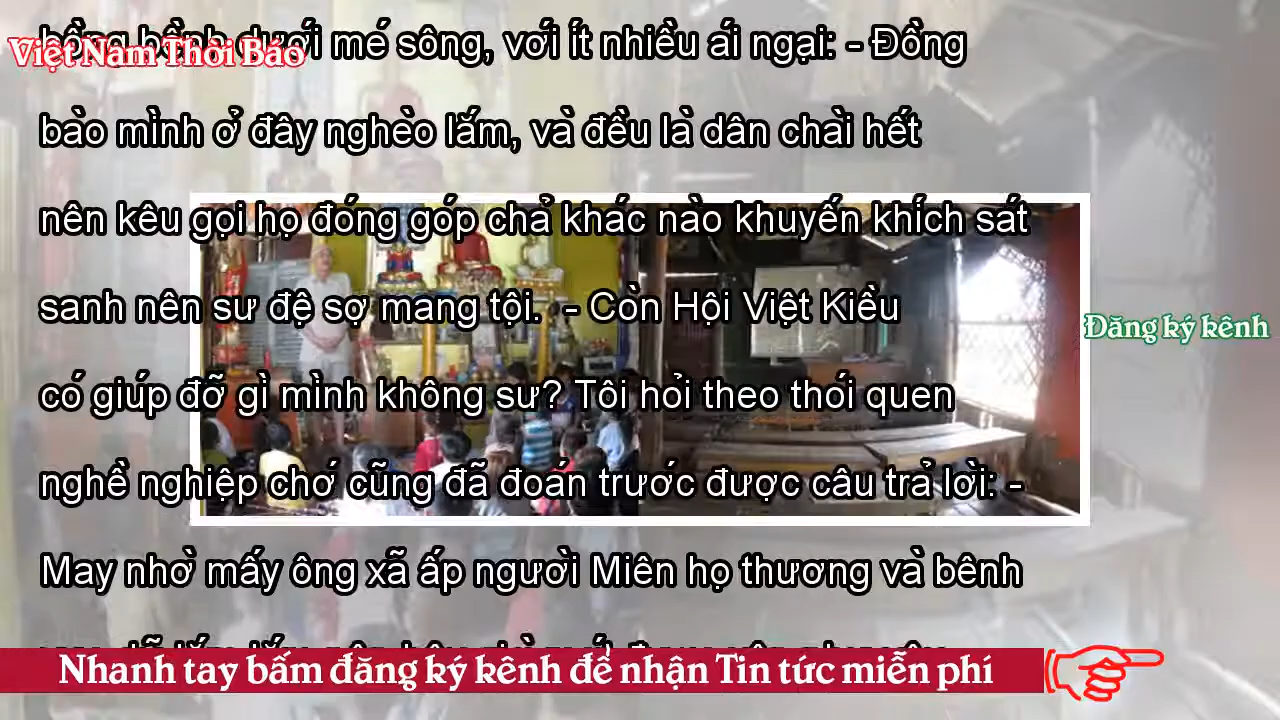 bồng bềnh dưới mé sông, với ít nhiều ái ngại: - Đồng
Việt Nam Thời Báo
bào mình ở đây nghèo lắm, và đều là dân chài hết
nên kêu gọi họ đóng góp chả khác nào khuyến khích sát
sanh nên sư đệ sợ mang tội.  - Còn Hội Việt Kiều
Đăng ký kênh
có giúp đỡ gì mình không sư? Tôi hỏi theo thói quen
nghề nghiệp chớ cũng đã đoán trước được câu trả lời: -
May nhờ mấy ông xã ấp người Miên họ thương và bênh
Nhanh tay bấm đăng ký kênh để nhận Tin tức miễn phí